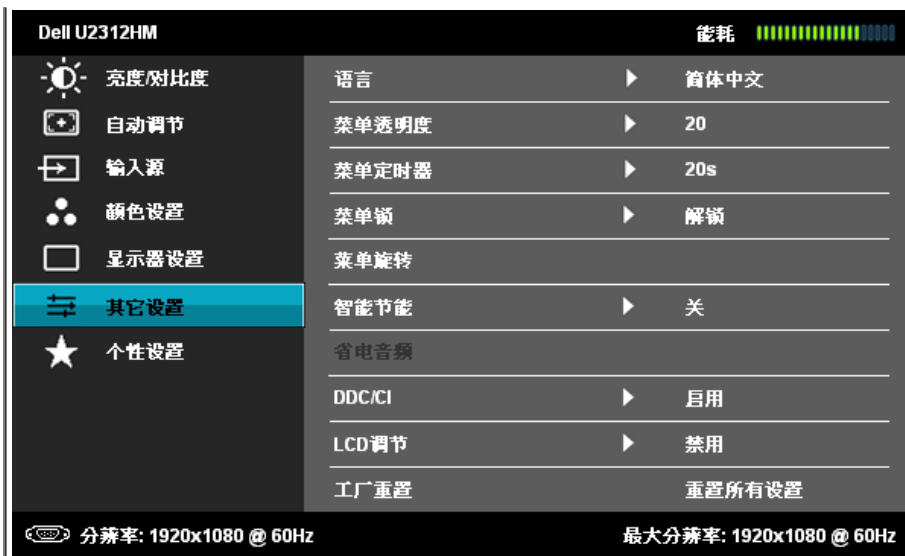 Dell U2312HM 能耗
亮度/对比度
自动调节
输入源
颜色设置
显示器设置
其它设置
个性设置
语言 简体中文
菜单透明度 20
菜单定时器 20s
菜单锁 解锁
菜单旋转
智能节能 关
省电音频
DDC/CI 启用
LCD调节 禁用
工厂重置 重置所有设置
分辨率: 1920x1080 @ 60Hz 最大分辨率: 1920x1080 @ 60Hz